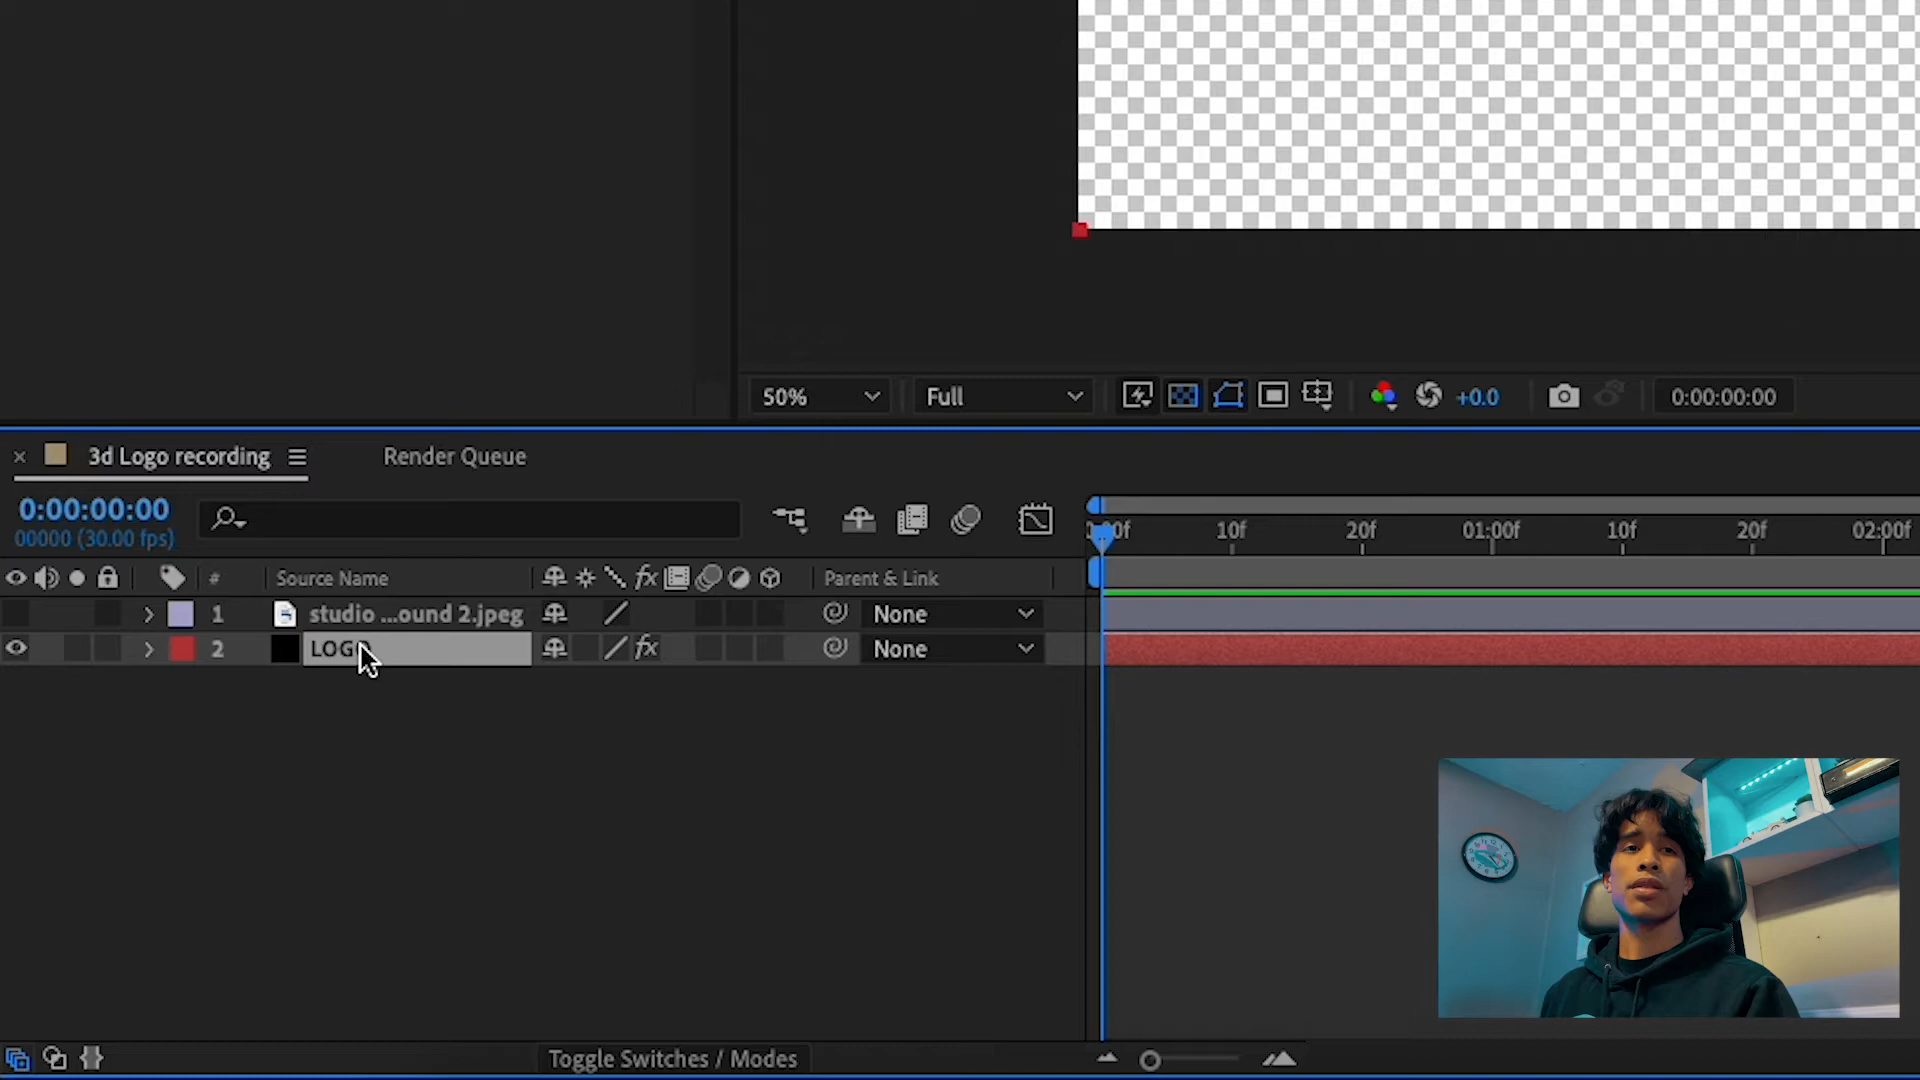 50%
Full
+0.0
0:00:00:00
3d Logo recording
Render Queue
0:00:00:00
00000 (30.00 fps)
10f
20f
01:00f
10f
20f
02:00f
#
Source Name
fx
Parent & Link
1
studio ...ound 2.jpeg
None
2
fx
None
Toggle Switches / Modes